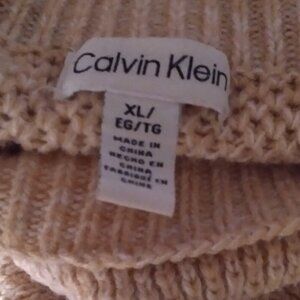 Calvin Klein
XL/
EG/TG
MADE IN
CHINA
HECHO EN
CHINA
FABRIQUÉ EN
CHINE